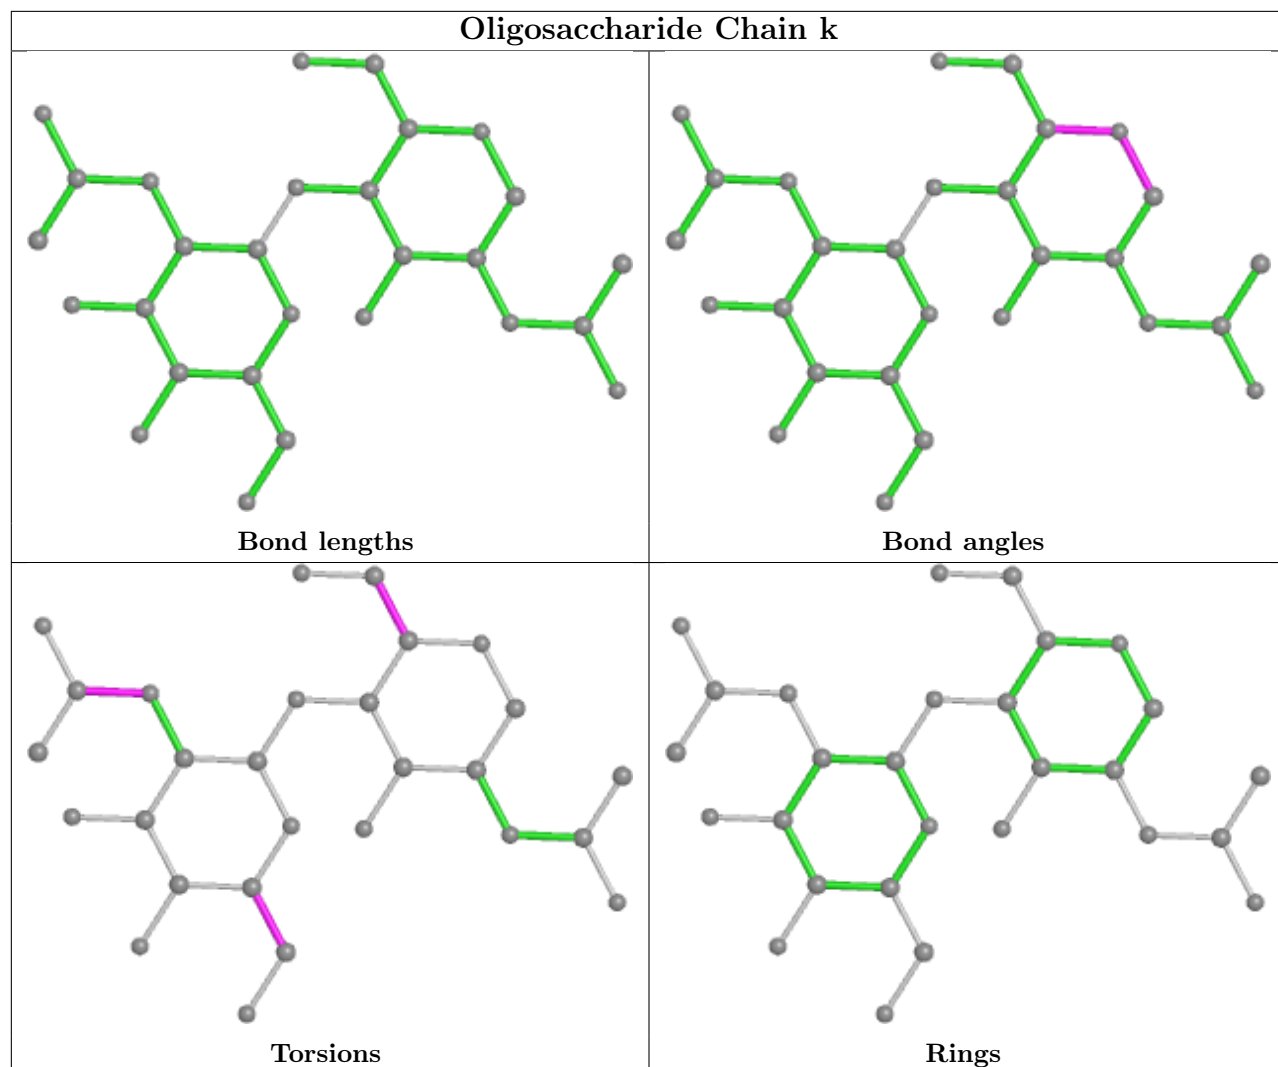 Oligosaccharide Chain k
Bond lengths
Bond angles
Torsions
Rings